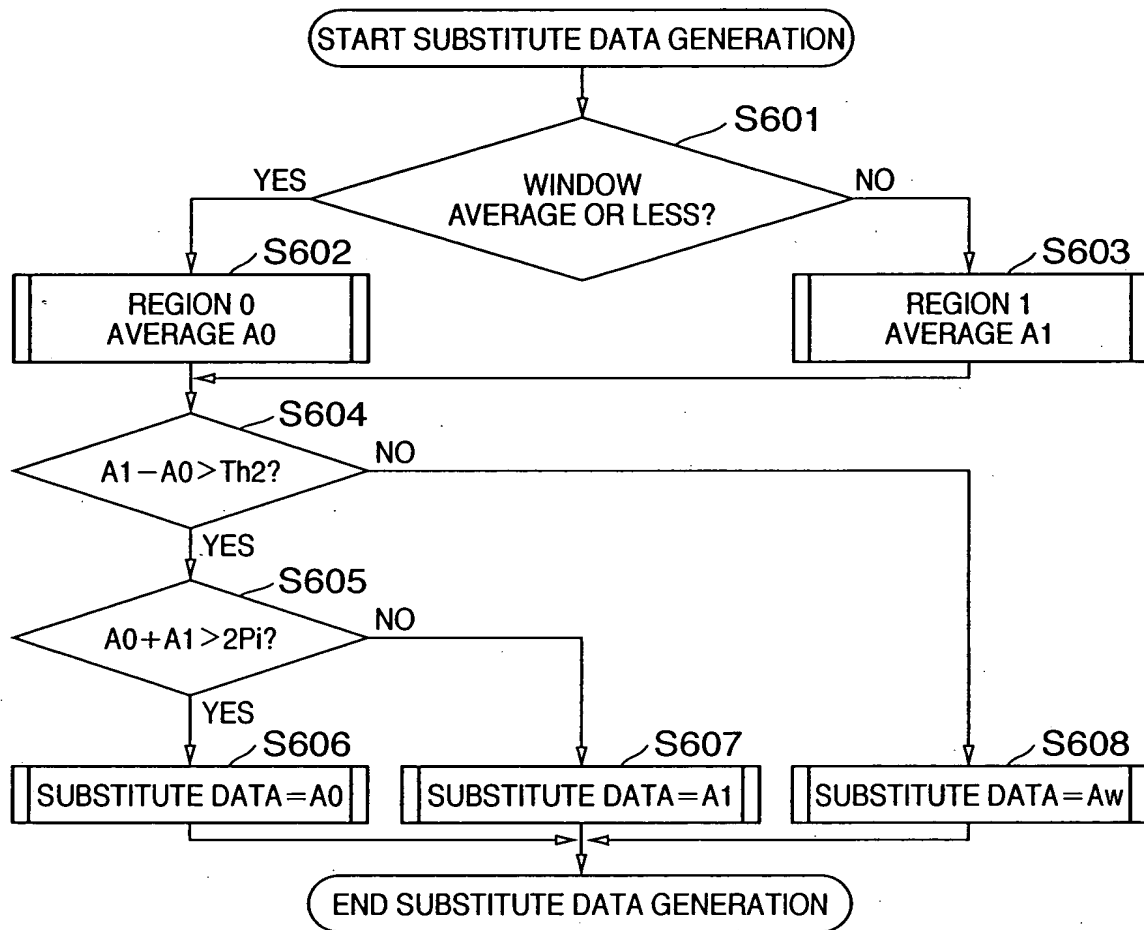 START SUBSTITUTE DATA GENERATION
S601
YES
WINDOW
AVERAGE OR LESS?
NO
S602
REGION 0
AVERAGE A0
S603
REGION 1
AVERAGE A1
S604
A1－A0＞Th2?
NO
YES
S605
A0+A1＞2Pi?
NO
YES
S606
SUBSTITUTE DATA=A0
S607
SUBSTITUTE DATA=A1
S608
SUBSTITUTE DATA=Aw
END SUBSTITUTE DATA GENERATION